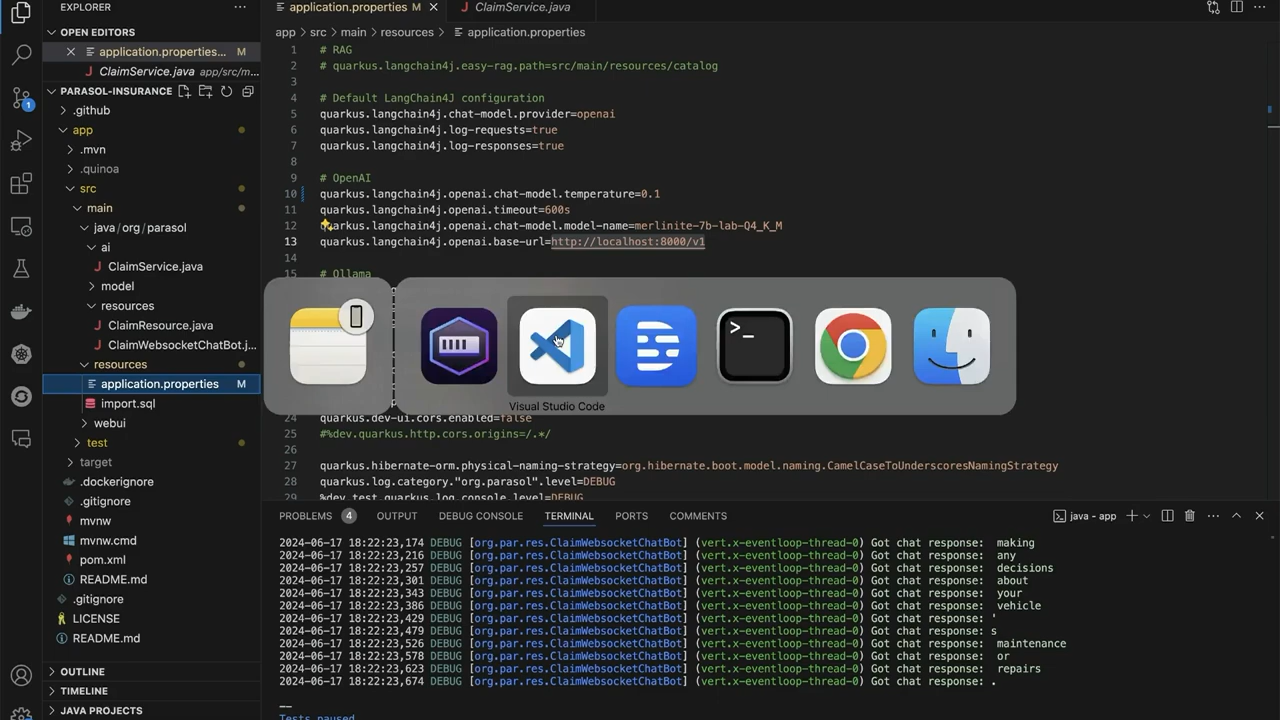 EXPLORER
OPEN EDITORS
application.properties... M
ClaimService.java app/src/m...
PARASOL-INSURANCE
.github
app
.mvn
.quinoa
src
main
java/org/parasol
ai
ClaimService.java
model
resources
ClaimResource.java
ClaimWebsocketChatBot.j...
resources
application.properties M
import.sql
webui
test
target
.dockerignore
.gitignore
mvnw
mvnw.cmd
pom.xml
README.md
.gitignore
LICENSE
README.md
OUTLINE
TIMELINE
JAVA PROJECTS
1
application.properties M
ClaimService.java
app > src > main > resources > application.properties
1 # RAG
2 # quarkus.langchain4j.easy-rag.path=src/main/resources/catalog
3
4 # Default LangChain4J configuration
5 quarkus.langchain4j.chat-model.provider=openai
6 quarkus.langchain4j.log-requests=true
7 quarkus.langchain4j.log-responses=true
8
9 # OpenAI
10 quarkus.langchain4j.openai.chat-model.temperature=0.1
11 quarkus.langchain4j.openai.timeout=600s
12 quarkus.langchain4j.openai.chat-model.model-name=merlinite-7b-lab-Q4_K_M
13 quarkus.langchain4j.openai.base-url=http://localhost:8000/v1
14
15 # Ollama
Visual Studio Code
24 quarkus.dev-ui.cors.enabled=false
25 #%dev.quarkus.http.cors.origins=/.*/
26
27 quarkus.hibernate-orm.physical-naming-strategy=org.hibernate.boot.model.naming.CamelCaseToUnderscoresNamingStrategy
28 quarkus.log.category."org.parasol".level=DEBUG
29 %dev,test.quarkus.log.console.level=DEBUG
PROBLEMS 4 OUTPUT DEBUG CONSOLE TERMINAL PORTS COMMENTS
java - app
2024-06-17 18:22:23,174 DEBUG [org.par.res.ClaimWebsocketChatBot] (vert.x-eventloop-thread-0) Got chat response: making
2024-06-17 18:22:23,216 DEBUG [org.par.res.ClaimWebsocketChatBot] (vert.x-eventloop-thread-0) Got chat response: any
2024-06-17 18:22:23,257 DEBUG [org.par.res.ClaimWebsocketChatBot] (vert.x-eventloop-thread-0) Got chat response: decisions
2024-06-17 18:22:23,301 DEBUG [org.par.res.ClaimWebsocketChatBot] (vert.x-eventloop-thread-0) Got chat response: about
2024-06-17 18:22:23,343 DEBUG [org.par.res.ClaimWebsocketChatBot] (vert.x-eventloop-thread-0) Got chat response: your
2024-06-17 18:22:23,386 DEBUG [org.par.res.ClaimWebsocketChatBot] (vert.x-eventloop-thread-0) Got chat response: vehicle
2024-06-17 18:22:23,429 DEBUG [org.par.res.ClaimWebsocketChatBot] (vert.x-eventloop-thread-0) Got chat response: '
2024-06-17 18:22:23,479 DEBUG [org.par.res.ClaimWebsocketChatBot] (vert.x-eventloop-thread-0) Got chat response: s
2024-06-17 18:22:23,526 DEBUG [org.par.res.ClaimWebsocketChatBot] (vert.x-eventloop-thread-0) Got chat response: maintenance
2024-06-17 18:22:23,578 DEBUG [org.par.res.ClaimWebsocketChatBot] (vert.x-eventloop-thread-0) Got chat response: or
2024-06-17 18:22:23,623 DEBUG [org.par.res.ClaimWebsocketChatBot] (vert.x-eventloop-thread-0) Got chat response: repairs
2024-06-17 18:22:23,674 DEBUG [org.par.res.ClaimWebsocketChatBot] (vert.x-eventloop-thread-0) Got chat response: .
--
Tests paused